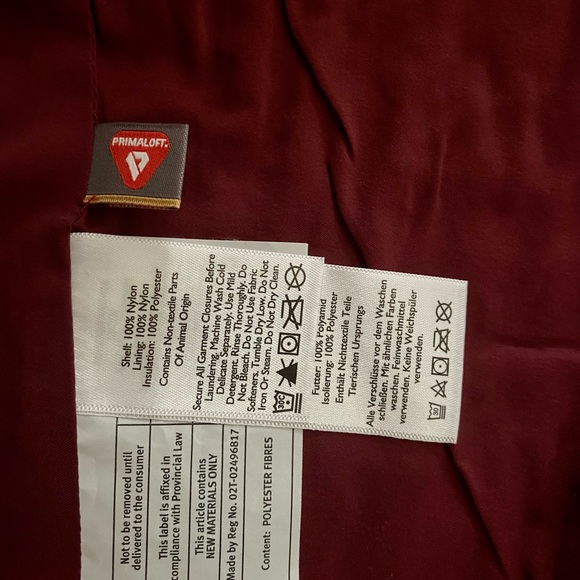 PRIMALOFT®
Shell: 100% Nylon
Lining: 100% Nylon
Insulation: 100% Polyester
Contains Non-textile Parts
Of Animal Origin
Secure All Garment Closures Before
Laundering. Machine Wash Cold
Delicate Separately. Use Mild
Detergent. Rinse Thoroughly. Do
Not Bleach. Do Not Use Fabric
Softeners. Tumble Dry Low. Do Not
Iron Or Steam. Do Not Dry Clean.
30C
Futter: 100% Polyamid
Isolierung: 100% Polyester
Enthält Nichttextile Teile
Tierischen Ursprungs
Alle Verschlüsse vor dem Waschen
schließen. Mit ähnlichen Farben
waschen. Feinwaschmittel
verwenden. Keine Weichspüler
verwenden.
30
Not to be removed until
delivered to the consumer
This label is affixed in
compliance with Provincial Law
This article contains
NEW MATERIALS ONLY
Made by Reg No. 02T-02496817
Content: POLYESTER FIBRES